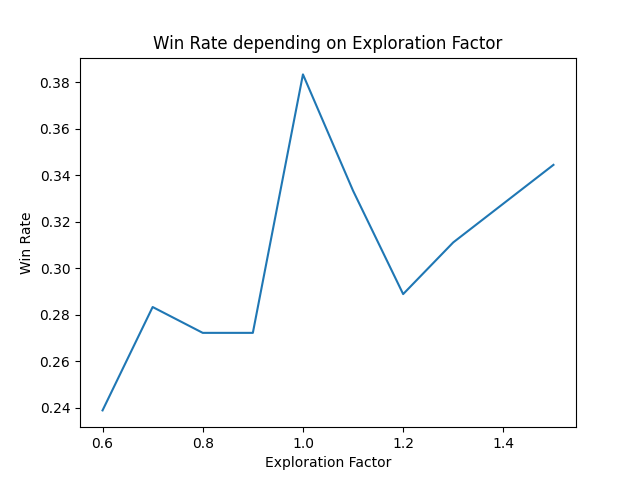 Win Rate depending on Exploration Factor
0.38
0.36
0.34
0.32
0.30
0.28
0.26
0.24
Win Rate
0.6 0.8 1.0 1.2 1.4
Exploration Factor